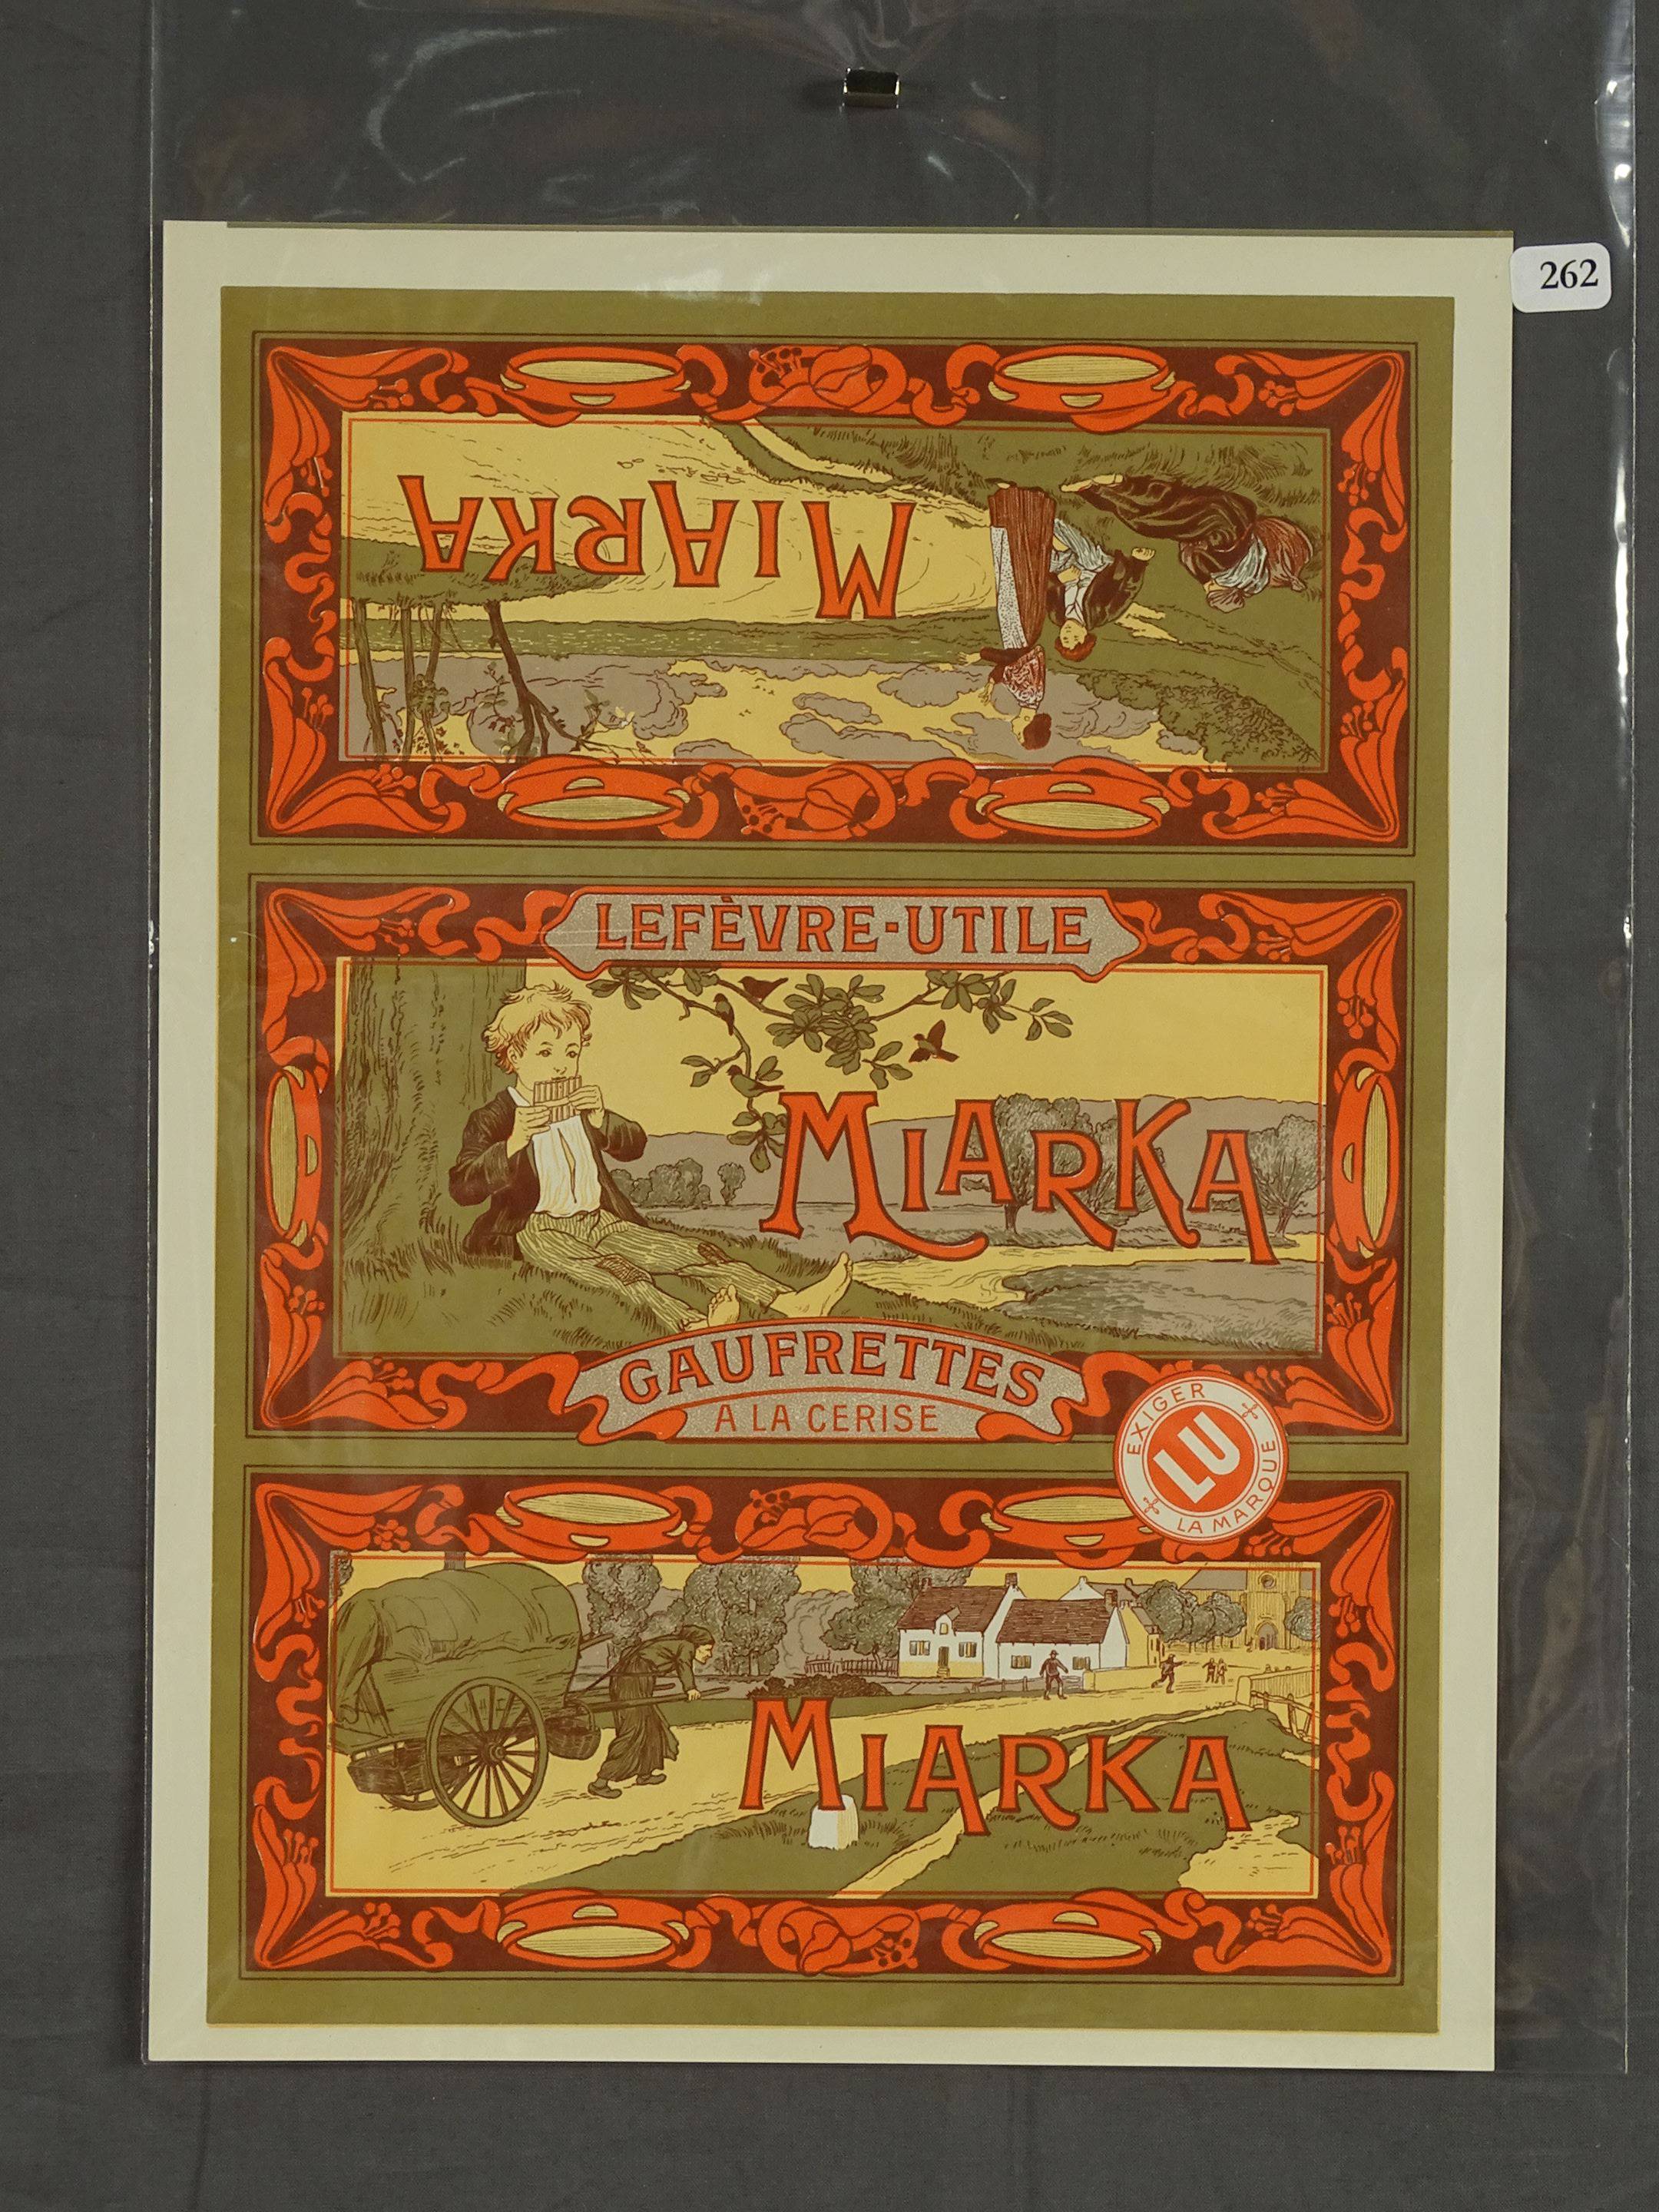 262
MIARKA
LEFÈVRE-UTILE
MIARKA
GAUFRETTES
A LA CERISE
EXIGER
LU
LA MARQUE
MIARKA